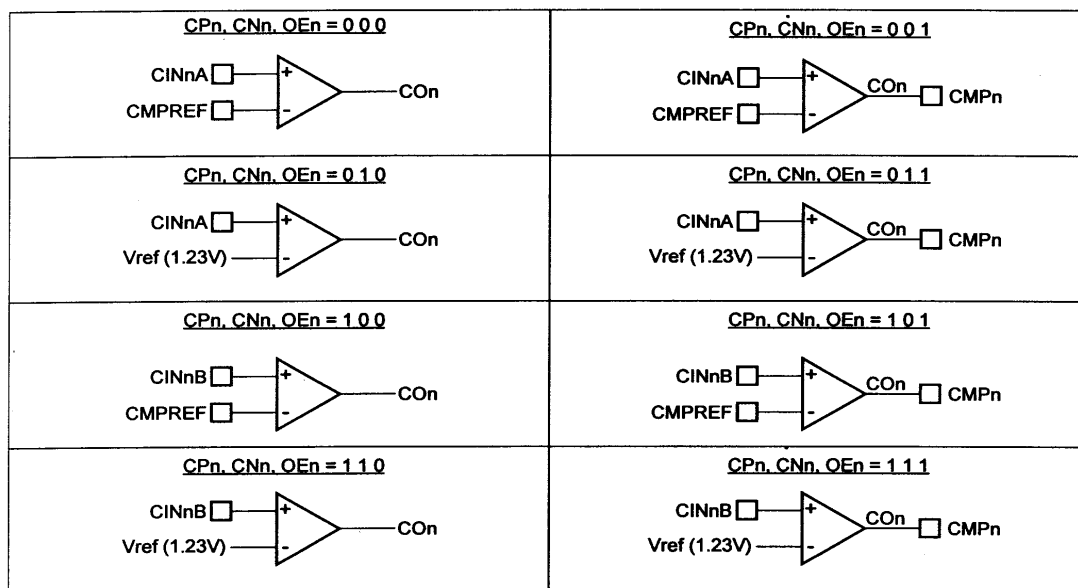 CPn, CNn, OEn = 0 0 0
CINnA
+
CMPREF
-
COn
CPn, CNn, OEn = 0 0 1
CINnA
+
CMPREF
-
COn
CMPn
CPn, CNn, OEn = 0 1 0
CINnA
+
Vref (1.23V)
-
COn
CPn, CNn, OEn = 0 1 1
CINnA
+
Vref (1.23V)
-
COn
CMPn
CPn, CNn, OEn = 1 0 0
CINnB
+
CMPREF
-
COn
CPn, CNn, OEn = 1 0 1
CINnB
+
CMPREF
-
COn
CMPn
CPn, CNn, OEn = 1 1 0
CINnB
+
Vref (1.23V)
-
COn
CPn, CNn, OEn = 1 1 1
CINnB
+
Vref (1.23V)
-
COn
CMPn